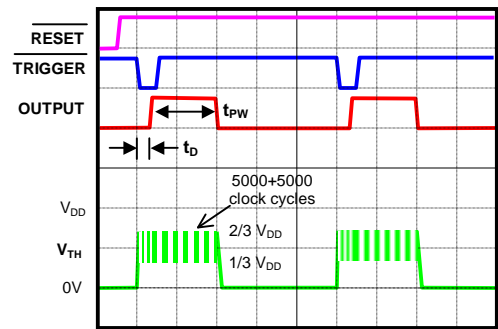 RESET
TRIGGER
OUTPUT
tPW
tD
5000+5000
clock cycles
VDD
2/3 VDD
VTH
1/3 VDD
0V